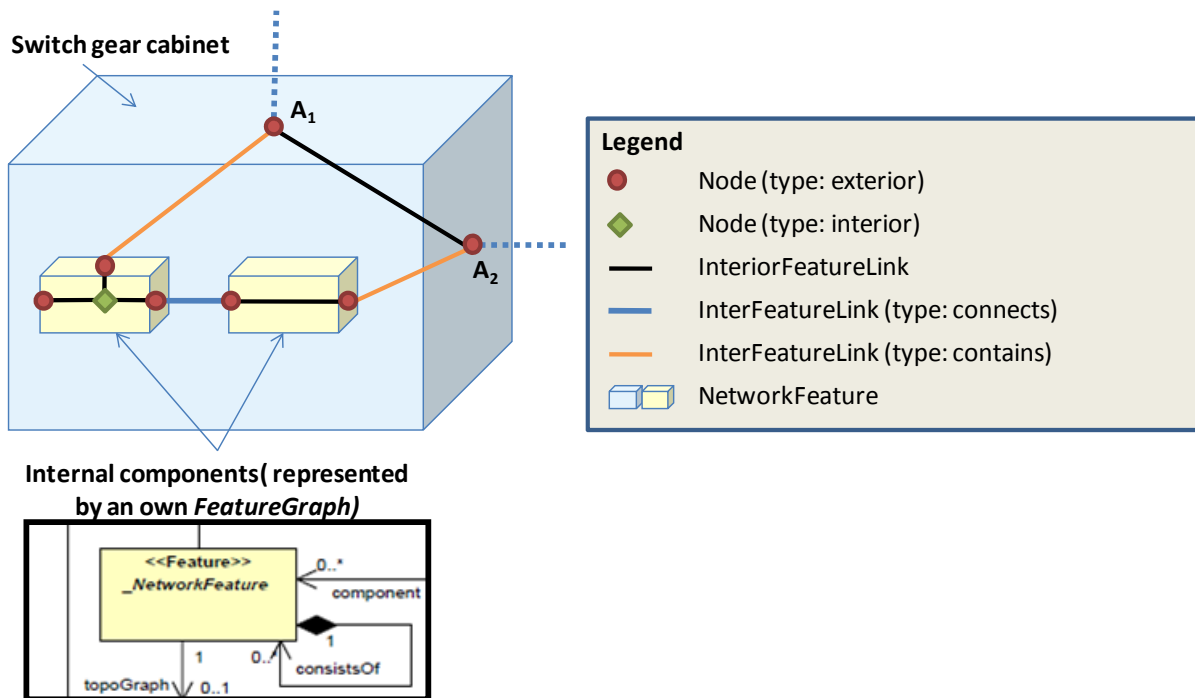 Switch gear cabinet
A1
A2
Legend
Node (type: exterior)
Node (type: interior)
InteriorFeatureLink
InterFeatureLink (type: connects)
InterFeatureLink (type: contains)
NetworkFeature
Internal components( represented
by an own FeatureGraph)
<<Feature>>
_NetworkFeature
0..*
component
1
1
0..*
consistsOf
topoGraph
0..1